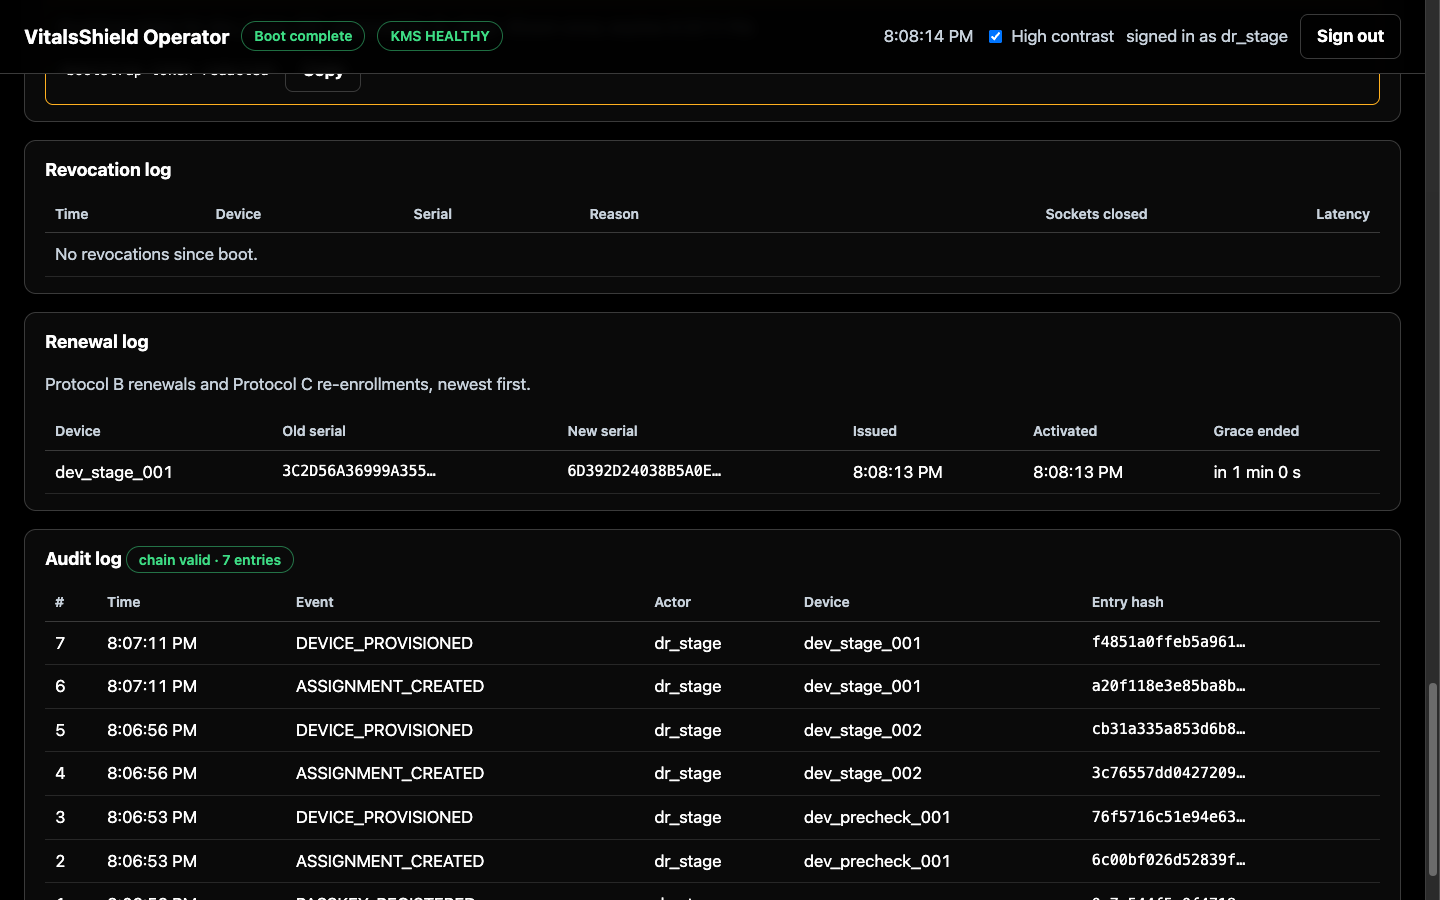 VitalsShield Operator Boot complete KMS HEALTHY 8:08:14 PM High contrast signed in as dr_stage Sign out
Copy
Revocation log
Time Device Serial Reason Sockets closed Latency
No revocations since boot.
Renewal log
Protocol B renewals and Protocol C re-enrollments, newest first.
Device Old serial New serial Issued Activated Grace ended
dev_stage_001 3C2D56A36999A355… 6D392D24038B5A0E… 8:08:13 PM 8:08:13 PM in 1 min 0 s
Audit log chain valid · 7 entries
# Time Event Actor Device Entry hash
7 8:07:11 PM DEVICE_PROVISIONED dr_stage dev_stage_001 f4851a0ffeb5a961…
6 8:07:11 PM ASSIGNMENT_CREATED dr_stage dev_stage_001 a20f118e3e85ba8b…
5 8:06:56 PM DEVICE_PROVISIONED dr_stage dev_stage_002 cb31a335a853d6b8…
4 8:06:56 PM ASSIGNMENT_CREATED dr_stage dev_stage_002 3c76557dd0427209…
3 8:06:53 PM DEVICE_PROVISIONED dr_stage dev_precheck_001 76f5716c51e94e63…
2 8:06:53 PM ASSIGNMENT_CREATED dr_stage dev_precheck_001 6c00bf026d52839f…